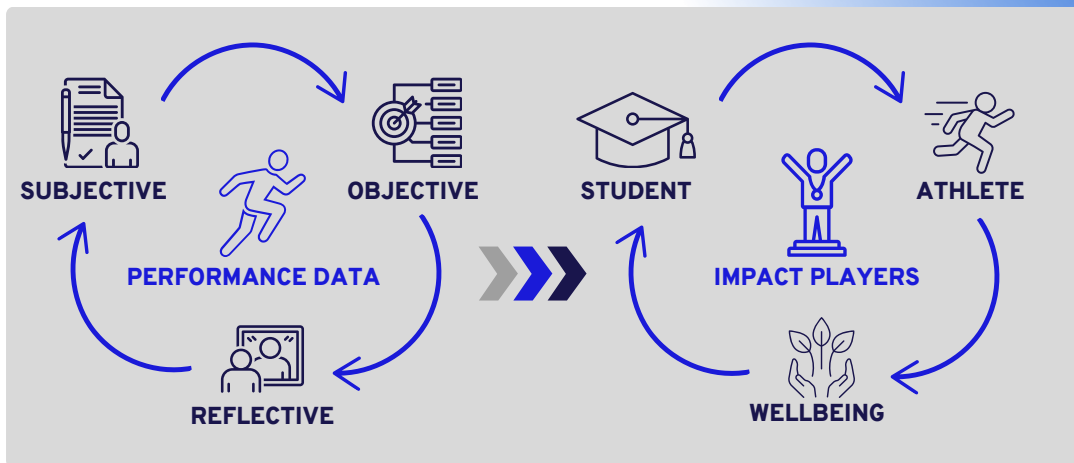 SUBJECTIVE
OBJECTIVE
PERFORMANCE DATA
REFLECTIVE
STUDENT
ATHLETE
IMPACT PLAYERS
WELLBEING